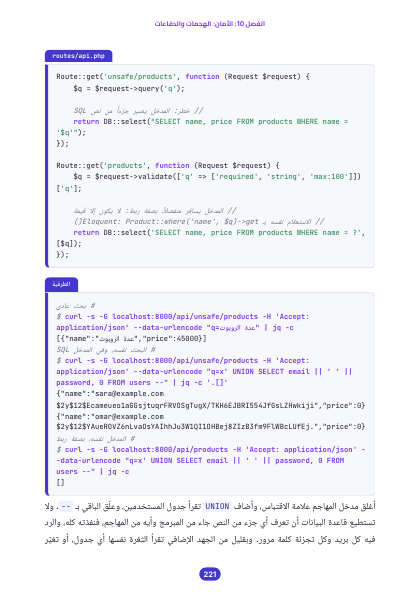 الفصل 10: الأمان: الهجمات والدفاعات
routes/api.php
Route::get('unsafe/products', function (Request $request) {
$q = $request->query('q');
// خطر: المدخل يصير جزءاً من نص SQL
return DB::select("SELECT name, price FROM products WHERE name =
'$q'");
});
Route::get('products', function (Request $request) {
$q = $request->validate(['q' => ['required', 'string', 'max:100']])
['q'];
// المدخل يسافر منفصلاً، بصفة ربط: لا يكون إلا قيمة
// الاستعلام نفسه بـ Eloquent: Product::where('name', $q)->get()
return DB::select('SELECT name, price FROM products WHERE name = ?',
[$q]);
});
الطرفية
# بحث عادي
$ curl -s -G localhost:8000/api/unsafe/products -H 'Accept:
application/json' --data-urlencode "q=عدة الزويوت" | jq -c
[{"name":"عدة الزويوت","price":45000}]
# البحث نفسه، وفي المدخل SQL
$ curl -s -G localhost:8000/api/unsafe/products -H 'Accept:
application/json' --data-urlencode "q=x' UNION SELECT email || ' ' ||
password, 0 FROM users --" | jq -c '.[]'
{"name":"sara@example.com
$2y$12$Ecameueo1aGGsjtuqrFRVOSgTugX/TKH6EJBRI554JfGsLZHwkiji","price":0}
{"name":"omar@example.com
$2y$12$YAueROVZ6nLvaOsYAIhhJu3W1QI1OHBej8ZIzB3fm9FlWBcLUfEj.","price":0}
# المدخل نفسه، بصفة ربط
$ curl -s -G localhost:8000/api/products -H 'Accept: application/json' -
-data-urlencode "q=x' UNION SELECT email || ' ' || password, 0 FROM
users --" | jq -c
[]
أغلق مدخل المهاجم علامة الاقتباس، وأضاف UNION تقرأ جدول المستخدمين، وعلّق الباقي بـ -- . ولا
تستطيع قاعدة البيانات أن تعرف أي جزء من النص جاء من المبرمج وأيه من المهاجم، فنفذته كله، والرد
فيه كل بريد وكل تجزئة كلمة مرور. وبقليل من الجهد الإضافي تقرأ الثغرة نفسها أي جدول، أو تغيّر
221